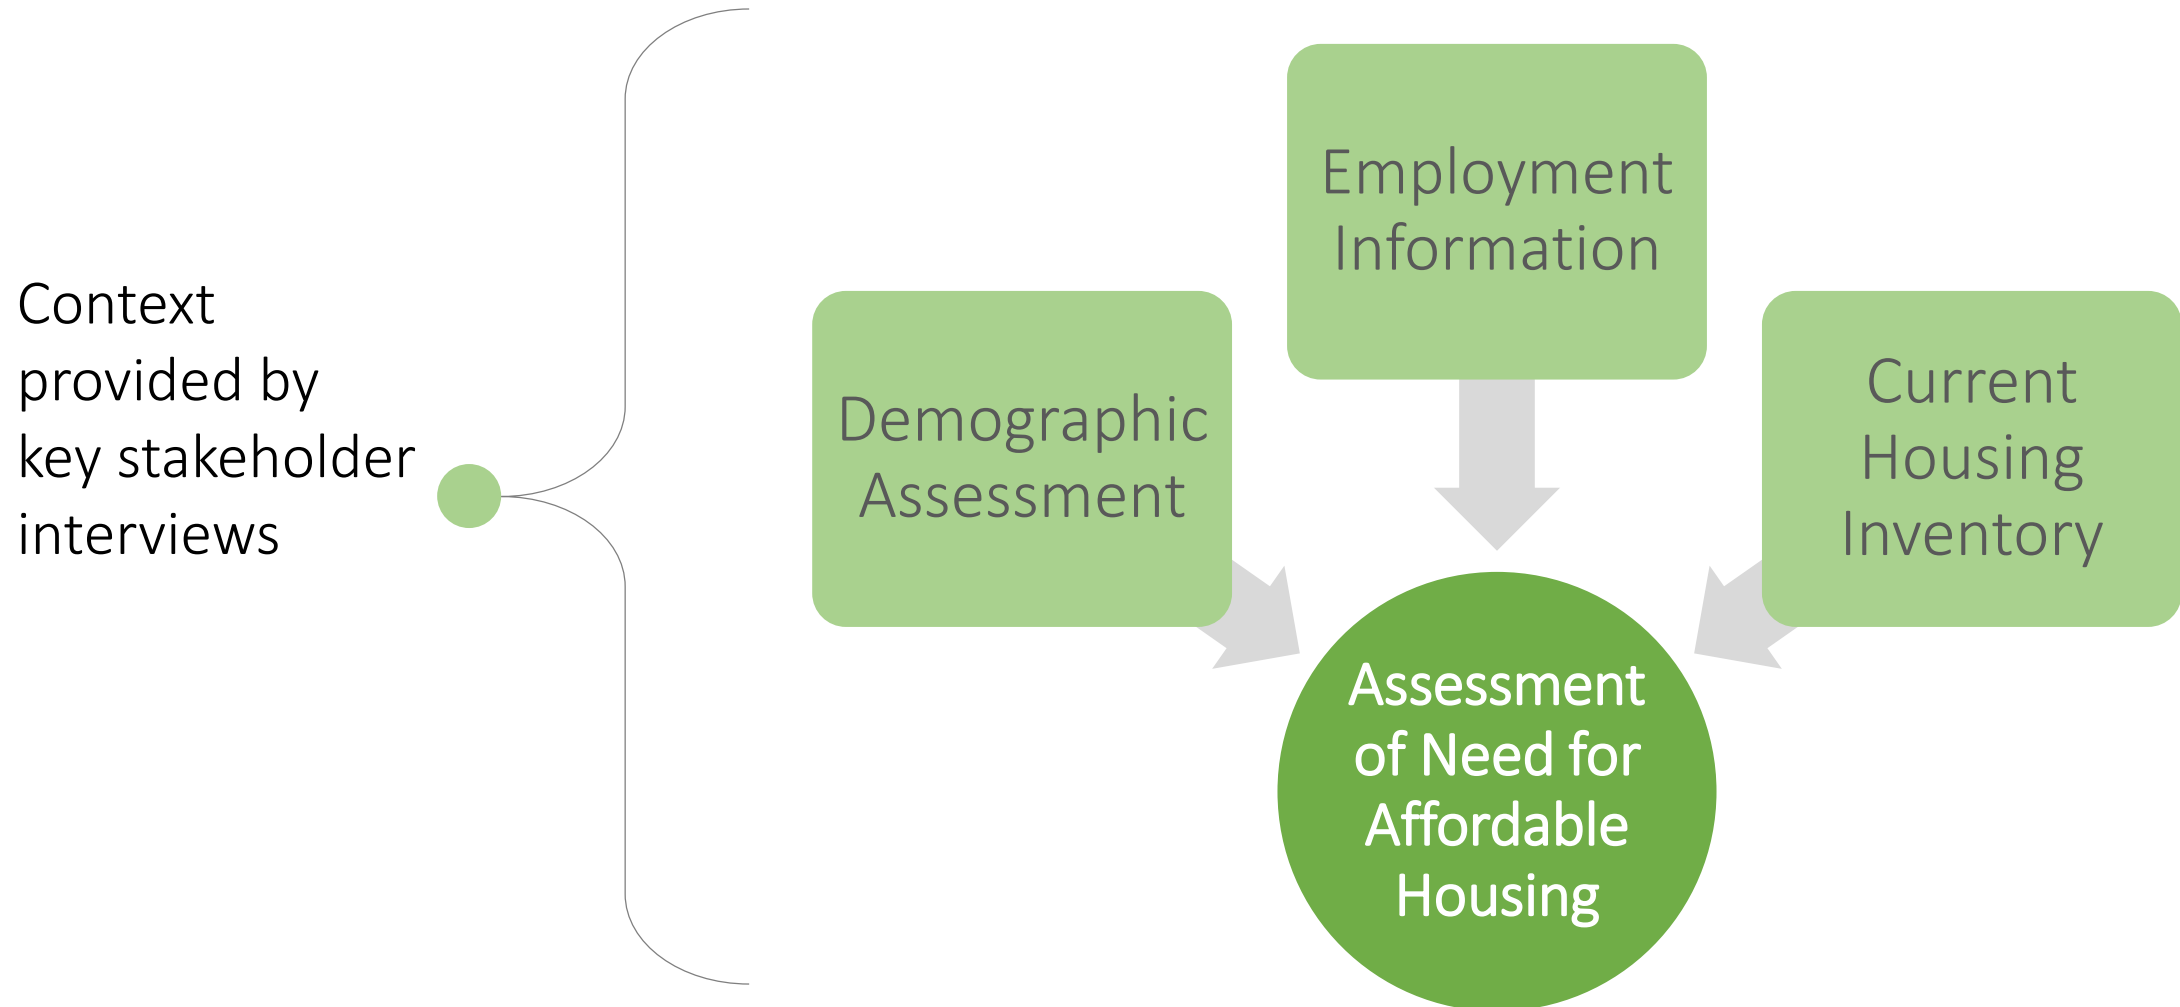 Context
provided by
key stakeholder
interviews
Employment
Information
Demographic
Assessment
Current
Housing
Inventory
Assessment
of Need for
Affordable
Housing